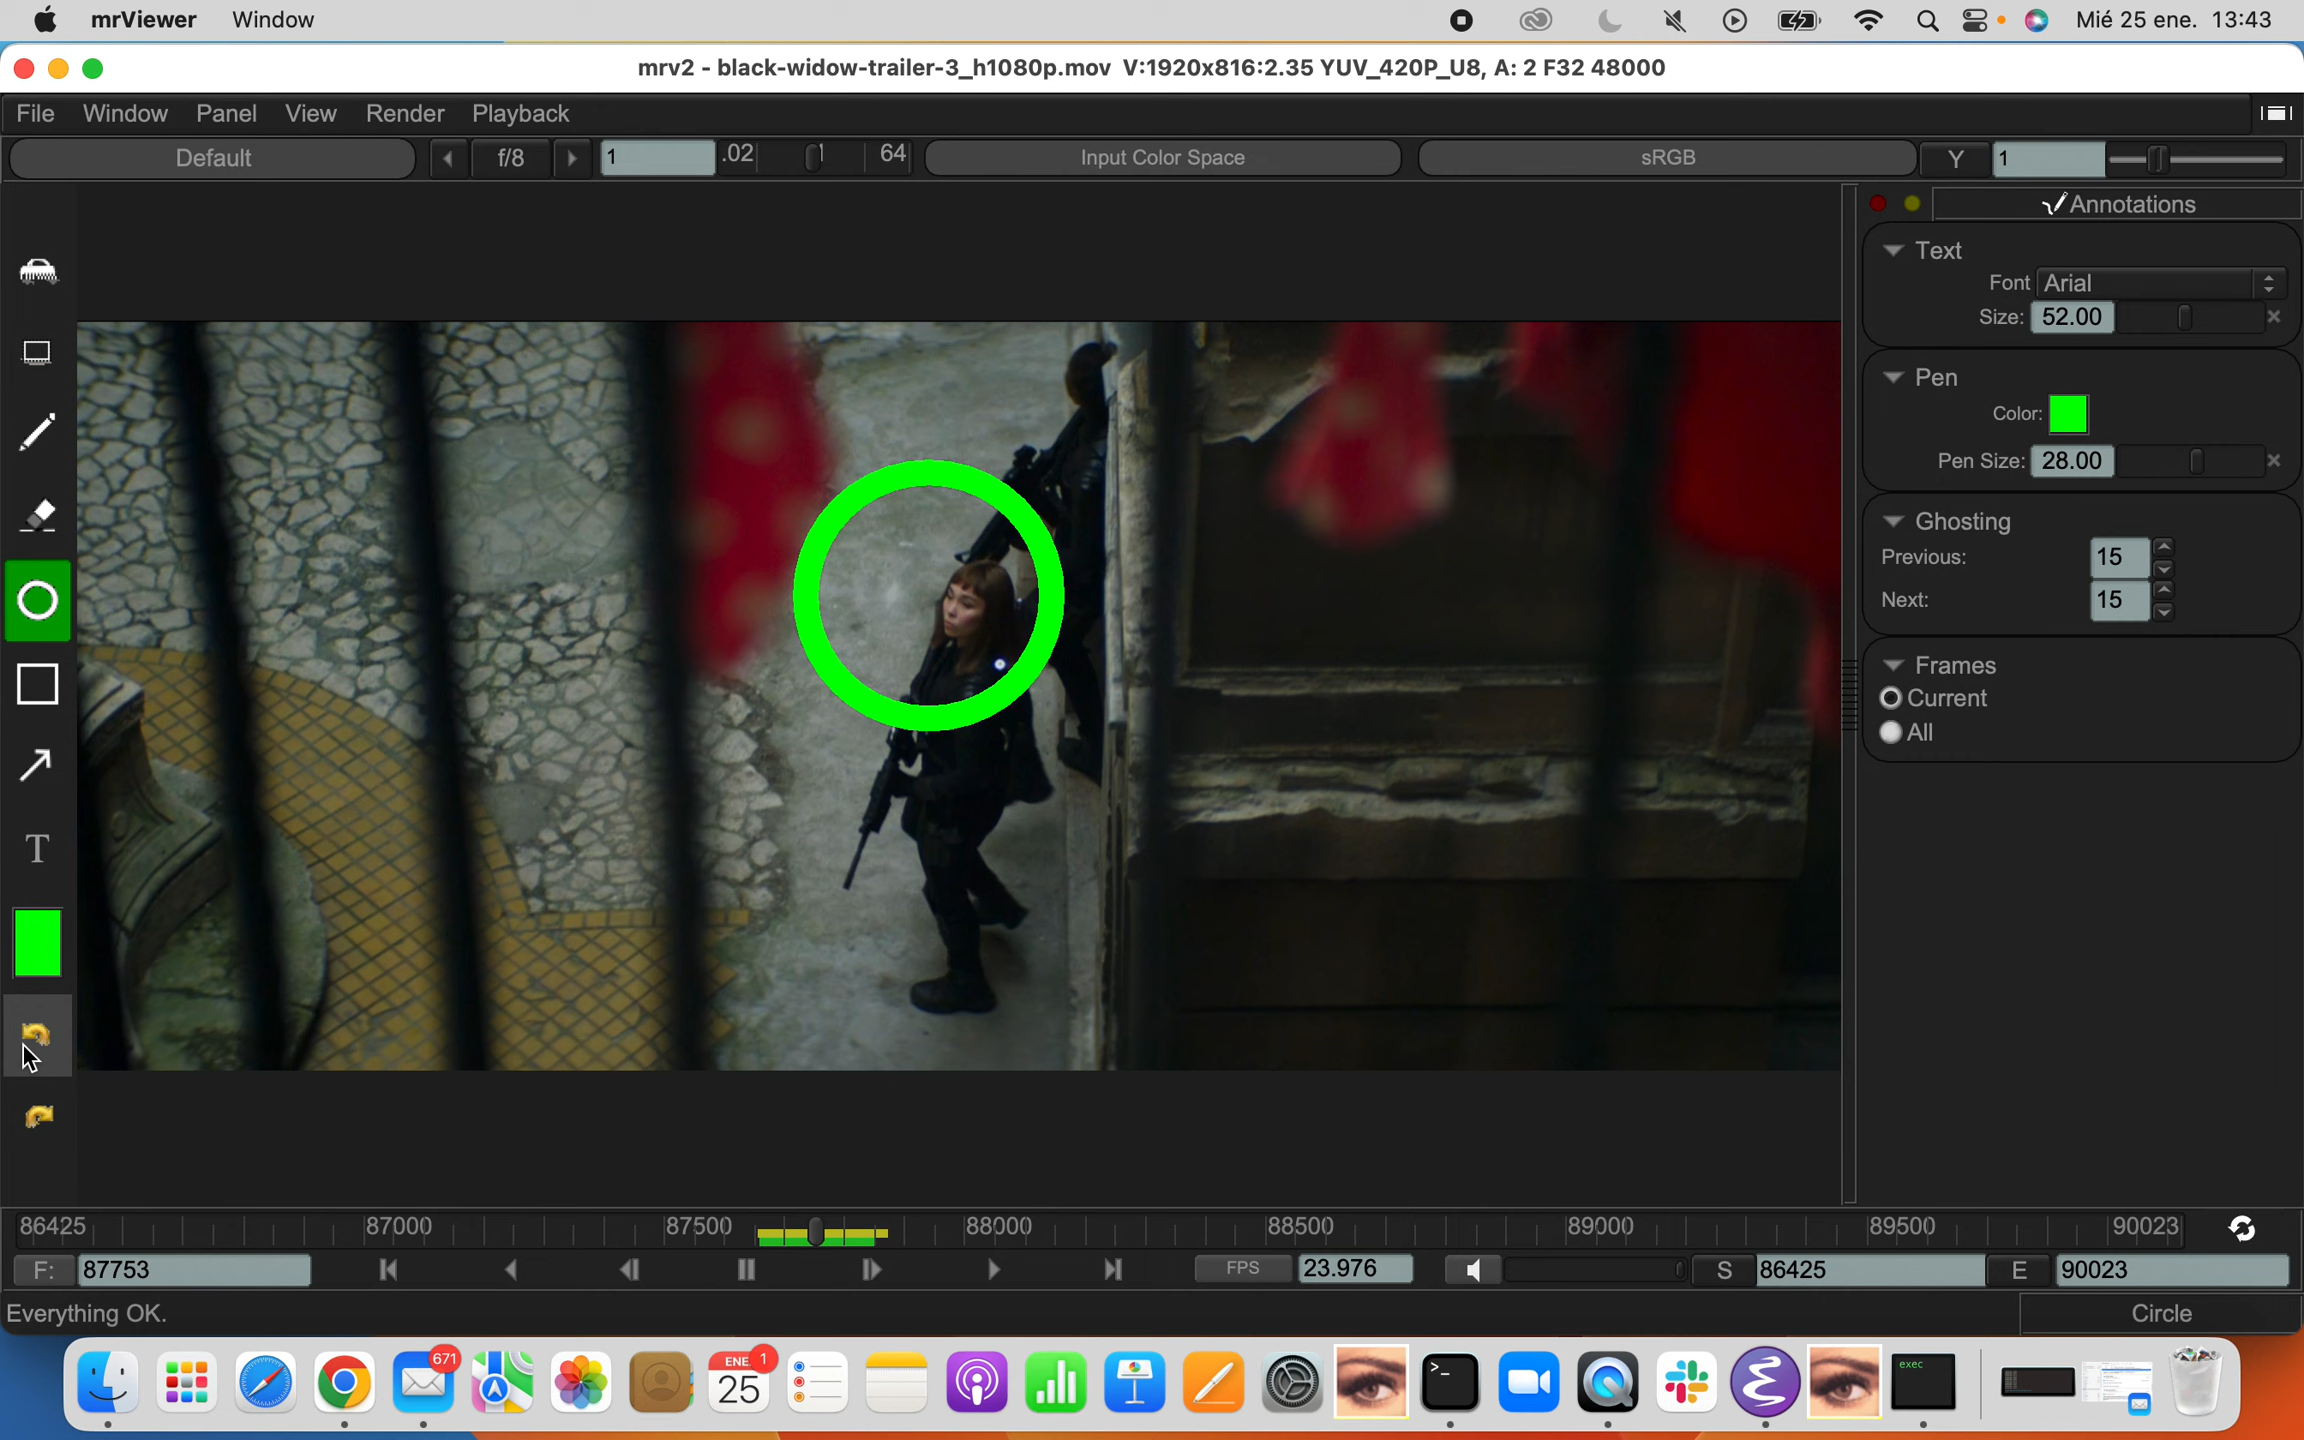 mrViewer Window Mié 25 ene. 13:43
mrv2 - black-widow-trailer-3_h1080p.mov V:1920x816:2.35 YUV_420P_U8, A: 2 F32 48000
File Window Panel View Render Playback
Default f/8 1 .02 1 64 Input Color Space sRGB Y 1
Annotations
Text
Font Arial
Size: 52.00
Pen
Color:
Pen Size: 28.00
Ghosting
Previous: 15
Next: 15
Frames
Current
All
T
86425 87000 87500 88000 88500 89000 89500 90023
F: 87753 FPS 23.976 S 86425 E 90023
Everything OK. Circle
671
ENE. 1
25
exec